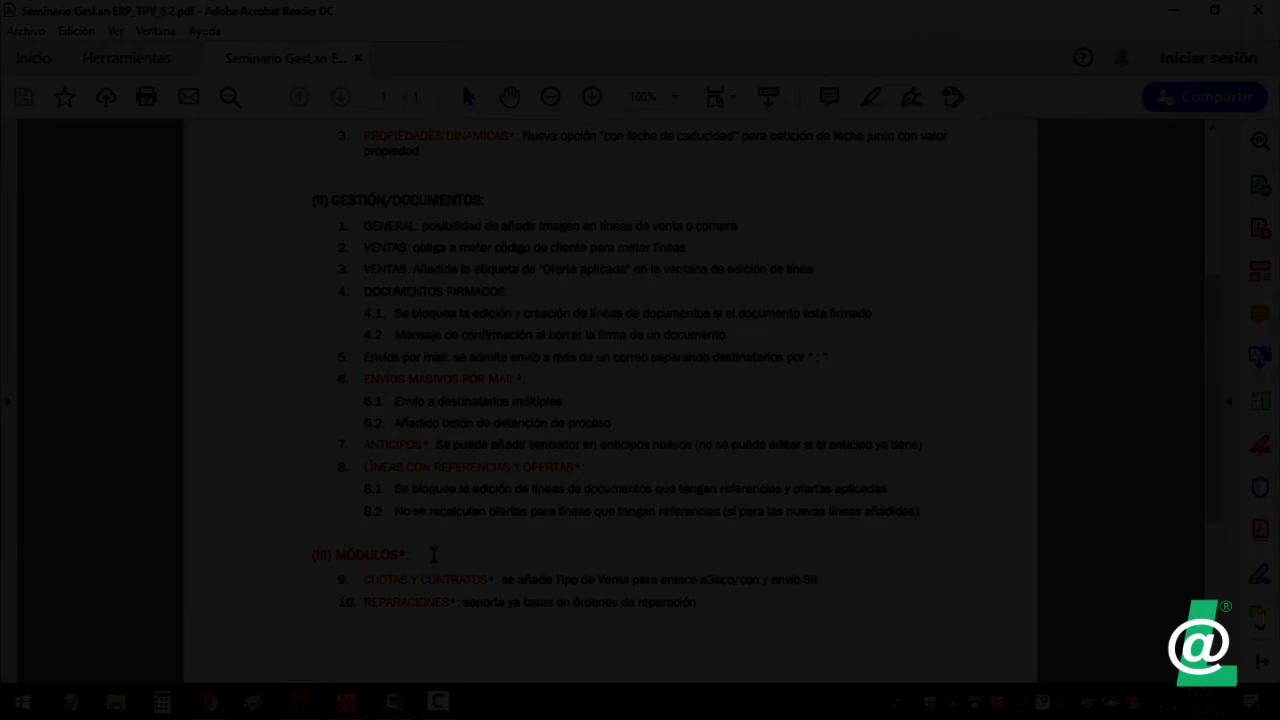 Seminario GesLan ERP_TPV_6.2.pdf - Adobe Acrobat Reader DC
Archivo Edición Ver Ventana Ayuda
Inicio Herramientas Seminario GesLan E... × Iniciar sesión
1 / 1 100% Compartir
3. PROPIEDADES DINAMICAS*: Nueva opción "con fecha de caducidad" para petición de fecha junto con valor
propiedad
(II) GESTIÓN/DOCUMENTOS:
1. GENERAL: posibilidad de añadir imagen en líneas de venta o compra
2. VENTAS: obliga a meter código de cliente para meter líneas
3. VENTAS: Añadida la etiqueta de "Oferta aplicada" en la ventana de edición de línea
4. DOCUMENTOS FIRMADOS:
4.1. Se bloquea la edición y creación de líneas de documentos si el documento está firmado
4.2. Mensaje de confirmación al borrar la firma de un documento
5. Envíos por mail: se admite envío a más de un correo separando destinatarios por " ; "
6. ENVÍOS MASIVOS POR MAIL*:
6.1. Envío a destinatarios múltiples
6.2. Añadido botón de detención de proceso
7. ANTICIPOS*: Se puede añadir vendedor en anticipos nuevos (no se puede editar si el anticipo ya tiene)
8. LÍNEAS CON REFERENCIAS Y OFERTAS*:
8.1. Se bloquea la edición de líneas de documentos que tengan referencias y ofertas aplicadas
8.2. No se recalculan ofertas para líneas que tengan referencias (sí para las nuevas líneas añadidas)
(III) MÓDULOS*:
9. CUOTAS Y CONTRATOS*: se añade Tipo de Venta para enlace a3eco/con y envío SII
10. REPARACIONES*: soporta ya tasas en órdenes de reparación
L@®